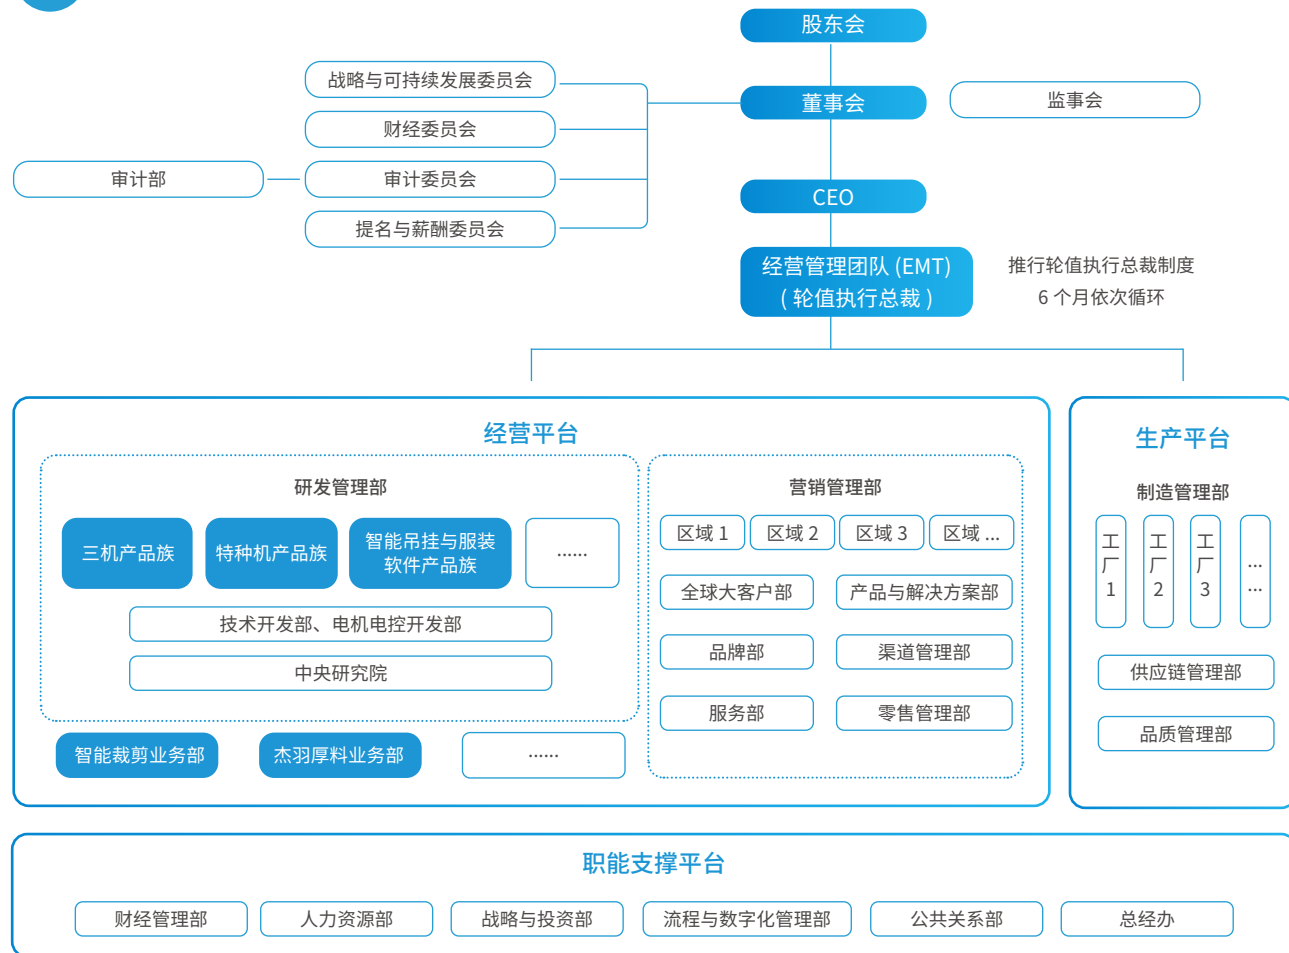 股东会
战略与可持续发展委员会
董事会
监事会
财经委员会
审计部
审计委员会
CEO
提名与薪酬委员会
经营管理团队 (EMT)
( 轮值执行总裁 )
推行轮值执行总裁制度
6 个月依次循环
经营平台
研发管理部
三机产品族
特种机产品族
智能吊挂与服装
软件产品族
......
技术开发部、电机电控开发部
中央研究院
智能裁剪业务部
杰羽厚料业务部
......
营销管理部
区域 1
区域 2
区域 3
区域 ...
全球大客户部
产品与解决方案部
品牌部
渠道管理部
服务部
零售管理部
生产平台
制造管理部
工厂1
工厂2
工厂3
......
供应链管理部
品质管理部
职能支撑平台
财经管理部
人力资源部
战略与投资部
流程与数字化管理部
公共关系部
总经办